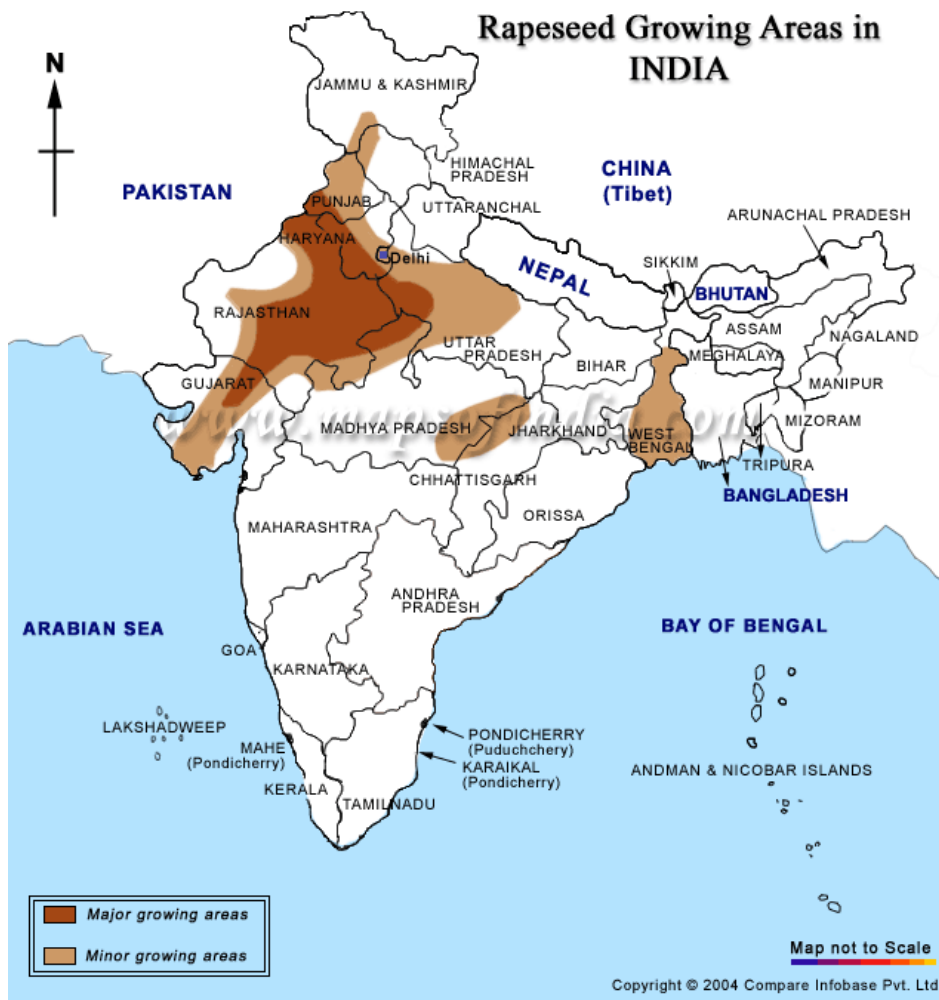 Rapeseed Growing Areas in
INDIA
N
JAMMU & KASHMIR
HIMACHAL
PRADESH
CHINA
(Tibet)
PAKISTAN
PUNJAB
UTTARANCHAL
ARUNACHAL PRADESH
HARYANA
Delhi
NEPAL
SIKKIM
BHUTAN
RAJASTHAN
ASSAM
NAGALAND
UTTAR
PRADESH
BIHAR
MEGHALAYA
GUJARAT
MANIPUR
www.mapsofindia.com
MADHYA PRADESH
JHARKHAND
WEST
BENGAL
MIZORAM
TRIPURA
CHHATTISGARH
BANGLADESH
ORISSA
MAHARASHTRA
ANDHRA
PRADESH
ARABIAN SEA
BAY OF BENGAL
GOA
KARNATAKA
LAKSHADWEEP
MAHE
(Pondicherry)
PONDICHERRY
(Puduchchery)
KARAIKAL
(Pondicherry)
ANDMAN & NICOBAR ISLANDS
KERALA
TAMILNADU
Major growing areas
Minor growing areas
Map not to Scale
Copyright © 2004 Compare Infobase Pvt. Ltd